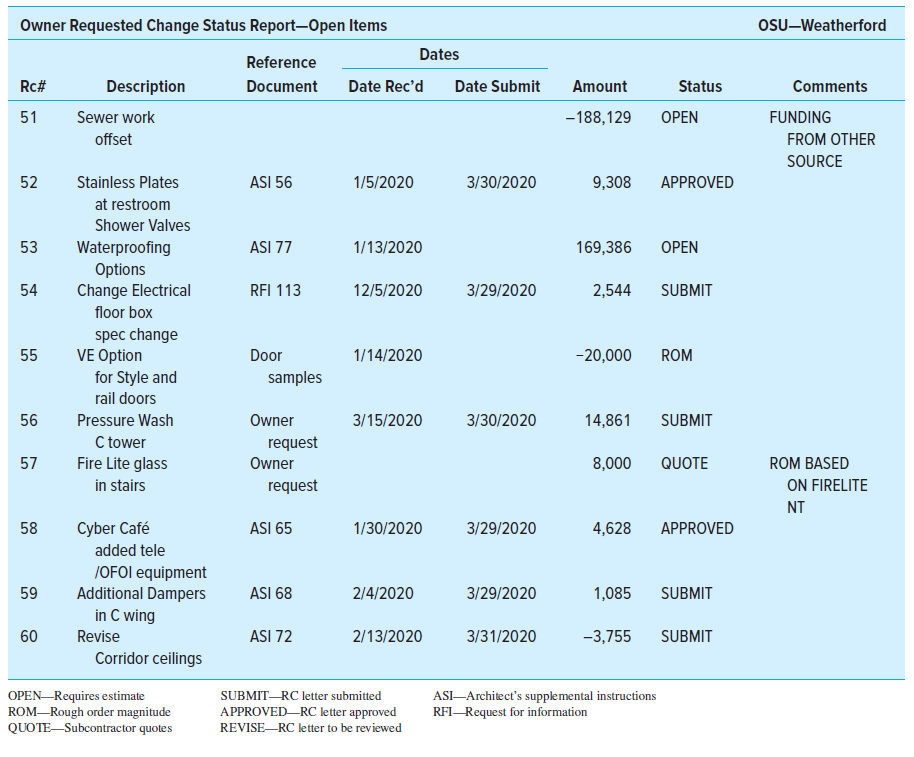 Owner Requested Change Status Report—Open Items OSU—Weatherford
Dates
Reference
Rc# Description Document Date Rec'd Date Submit Amount Status Comments
51 Sewer work −188,129 OPEN FUNDING
offset FROM OTHER
SOURCE
52 Stainless Plates ASI 56 1/5/2020 3/30/2020 9,308 APPROVED
at restroom
Shower Valves
53 Waterproofing ASI 77 1/13/2020 169,386 OPEN
Options
54 Change Electrical RFI 113 12/5/2020 3/29/2020 2,544 SUBMIT
floor box
spec change
55 VE Option Door 1/14/2020 −20,000 ROM
for Style and samples
rail doors
56 Pressure Wash Owner 3/15/2020 3/30/2020 14,861 SUBMIT
C tower request
57 Fire Lite glass Owner 8,000 QUOTE ROM BASED
in stairs request ON FIRELITE
NT
58 Cyber Café ASI 65 1/30/2020 3/29/2020 4,628 APPROVED
added tele
/OFOI equipment
59 Additional Dampers ASI 68 2/4/2020 3/29/2020 1,085 SUBMIT
in C wing
60 Revise ASI 72 2/13/2020 3/31/2020 −3,755 SUBMIT
Corridor ceilings
OPEN—Requires estimate SUBMIT—RC letter submitted ASI—Architect's supplemental instructions
ROM—Rough order magnitude APPROVED—RC letter approved RFI—Request for information
QUOTE—Subcontractor quotes REVISE—RC letter to be reviewed